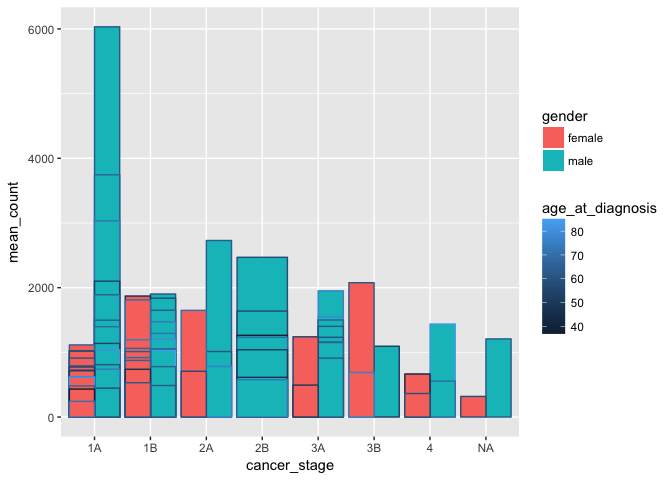 6000
4000
2000
0
mean_count
1A
1B
2A
2B
3A
3B
4
NA
cancer_stage
gender
female
male
age_at_diagnosis
80
70
60
50
40